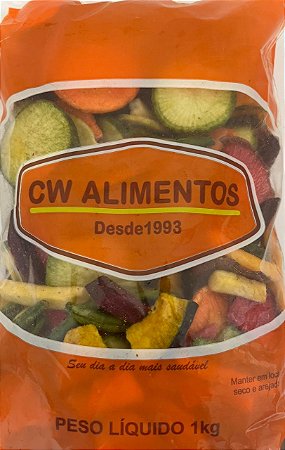 CW ALIMENTOS
Desde1993
Seu dia a dia mais saudável
Manter em local
seco e arejado
PESO LÍQUIDO 1kg